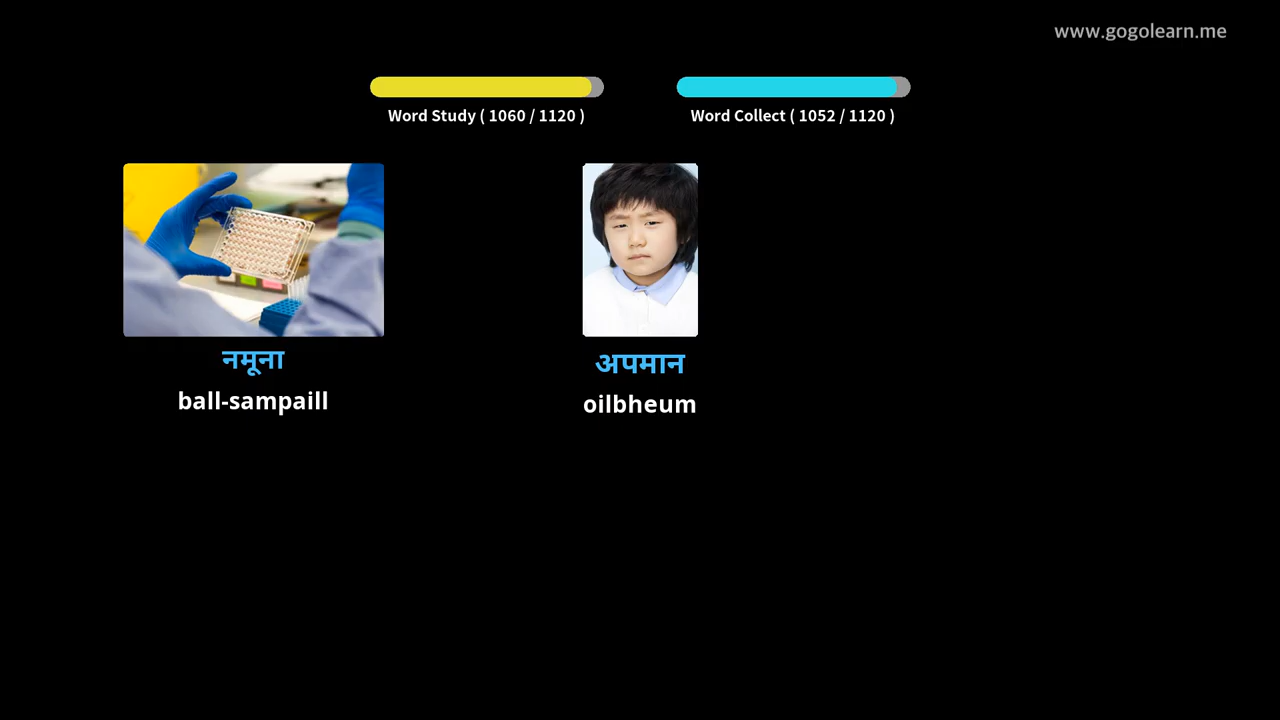 www.gogolearn.me
Word Study ( 1060 / 1120 )
Word Collect ( 1052 / 1120 )
नमूना
ball-sampaill
अपमान
oilbheum